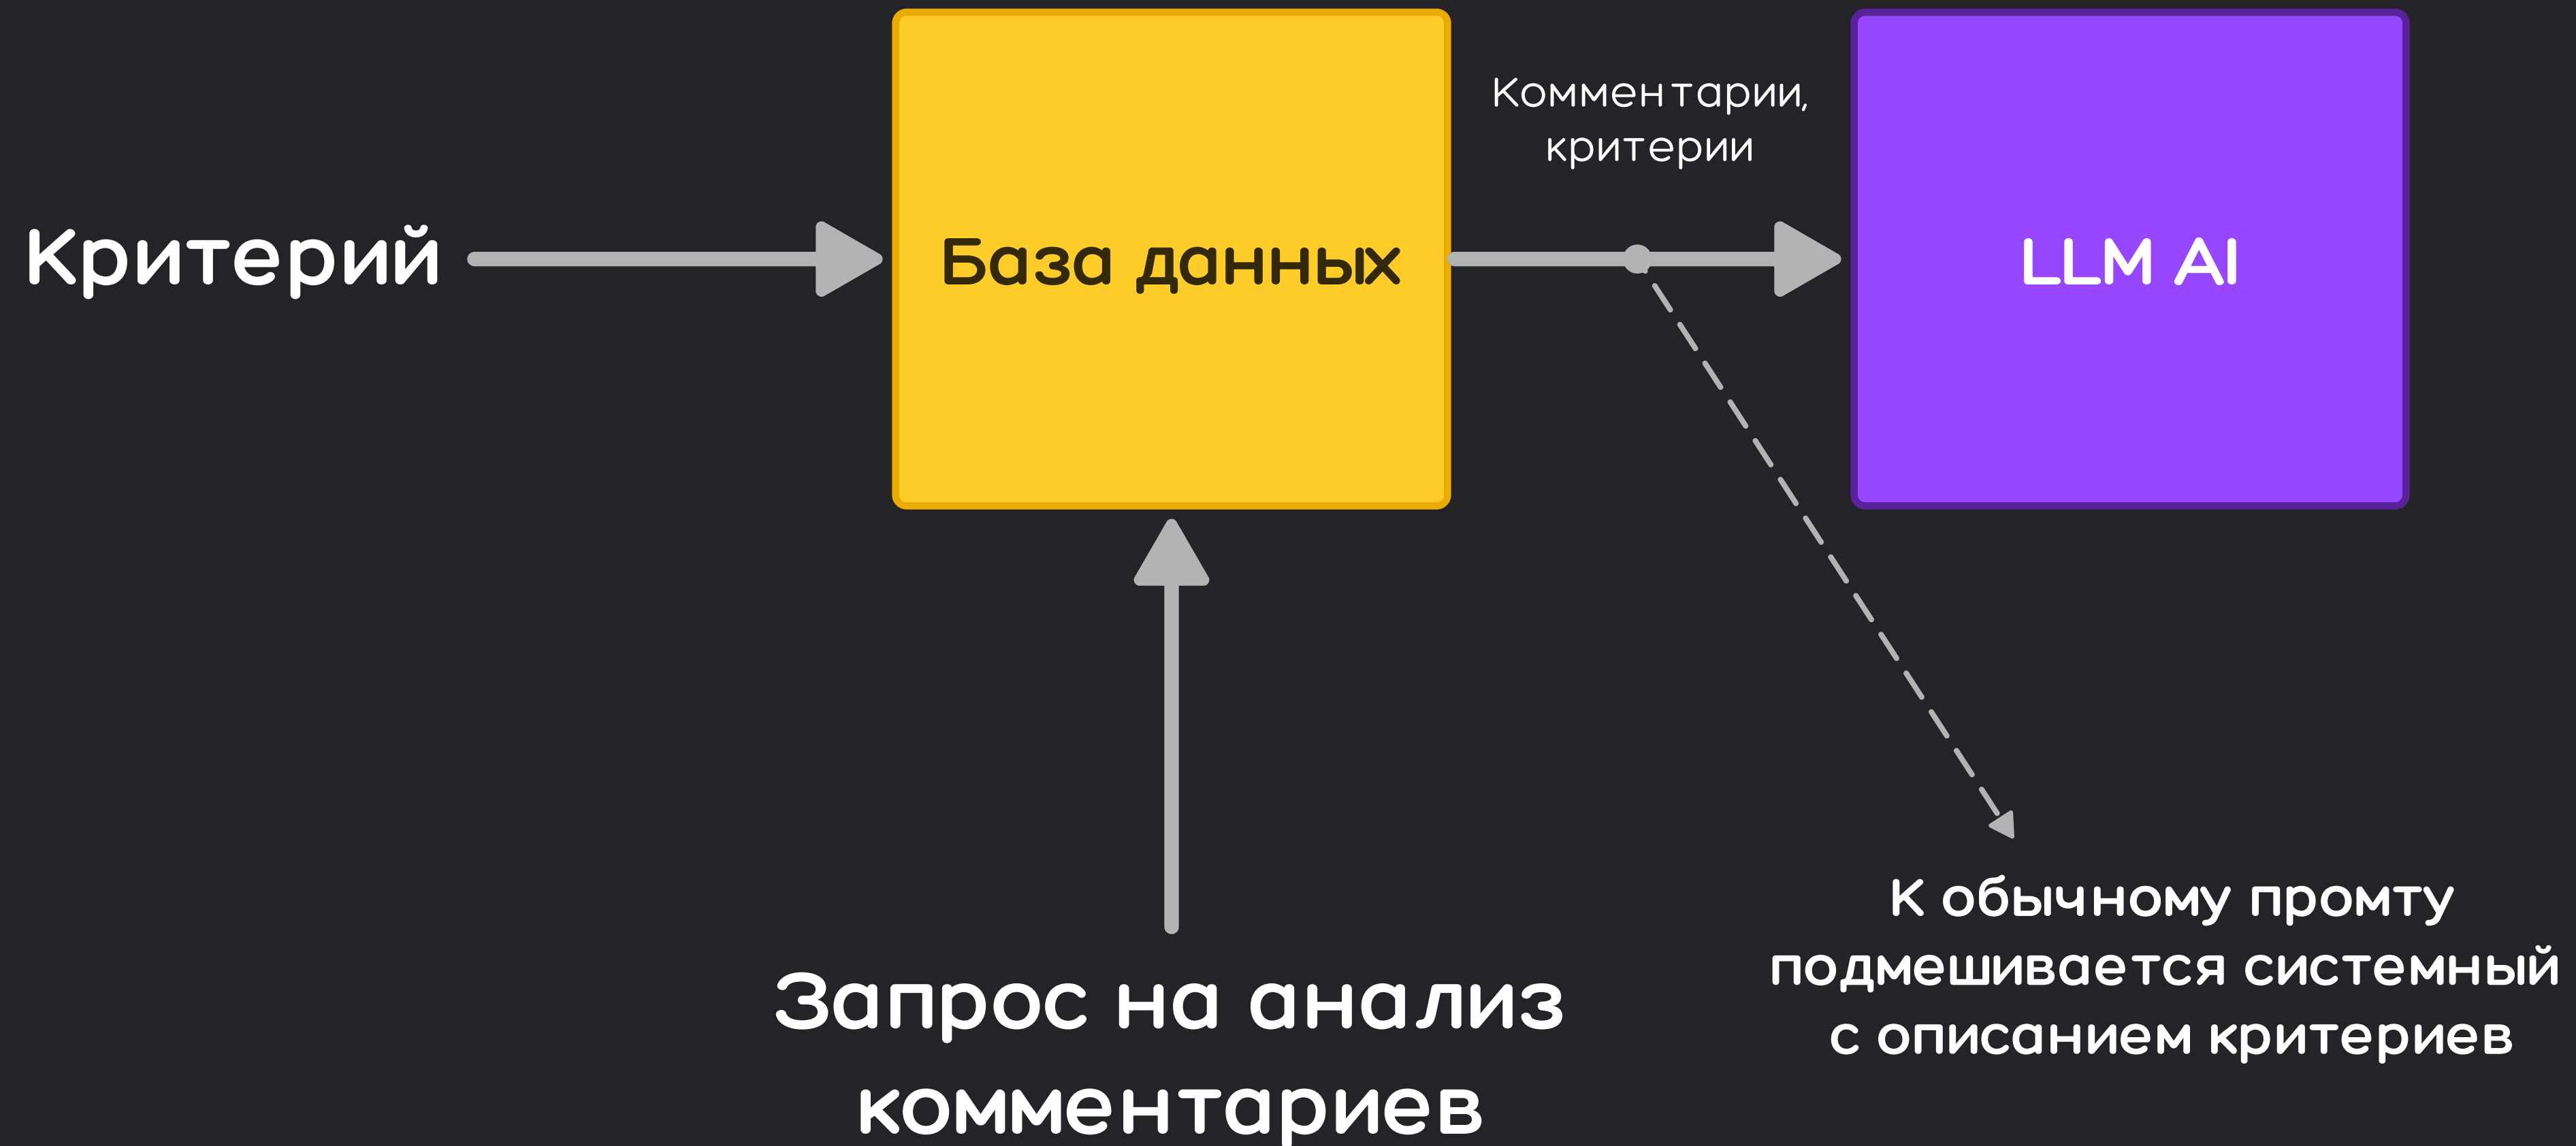 Критерий
База данных
Комментарии,
критерии
LLM AI
Запрос на анализ
комментариев
К обычному промту
подмешивается системный
с описанием критериев